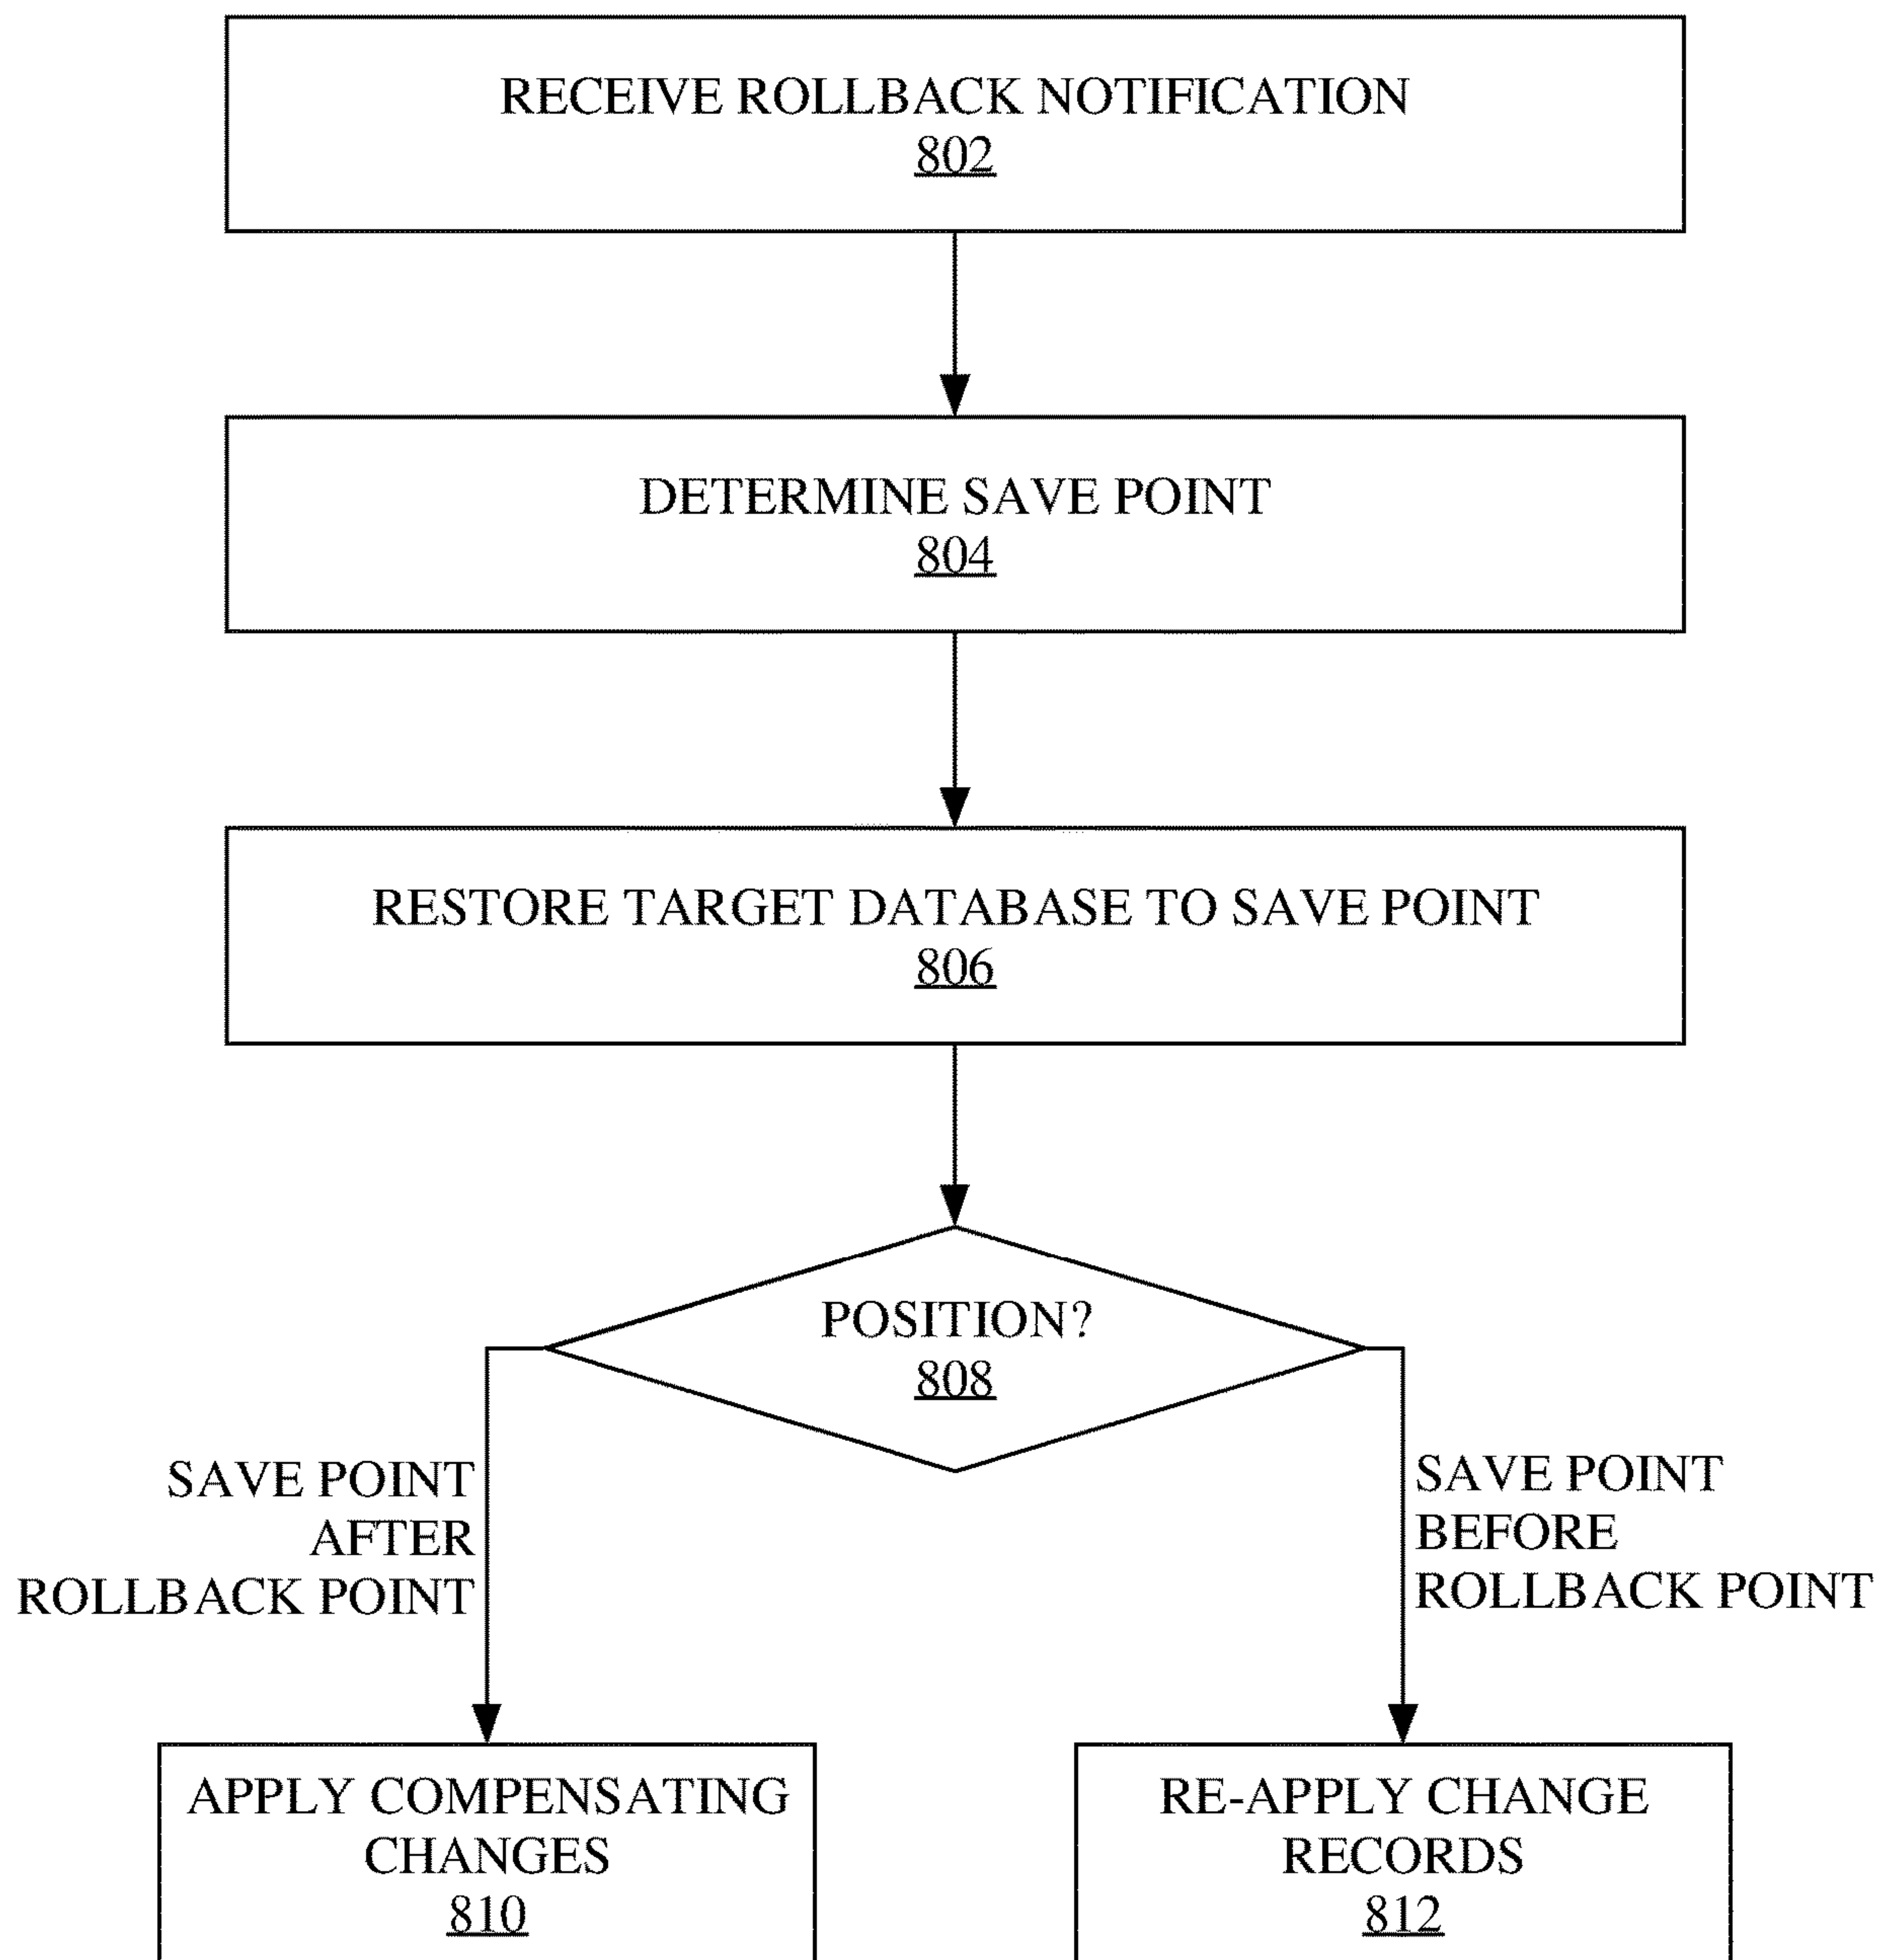 RECEIVE ROLLBACK NOTIFICATION
802
DETERMINE SAVE POINT
804
RESTORE TARGET DATABASE TO SAVE POINT
806
POSITION?
808
SAVE POINT
AFTER
ROLLBACK POINT
SAVE POINT
BEFORE
ROLLBACK POINT
APPLY COMPENSATING
CHANGES
810
RE-APPLY CHANGE
RECORDS
812